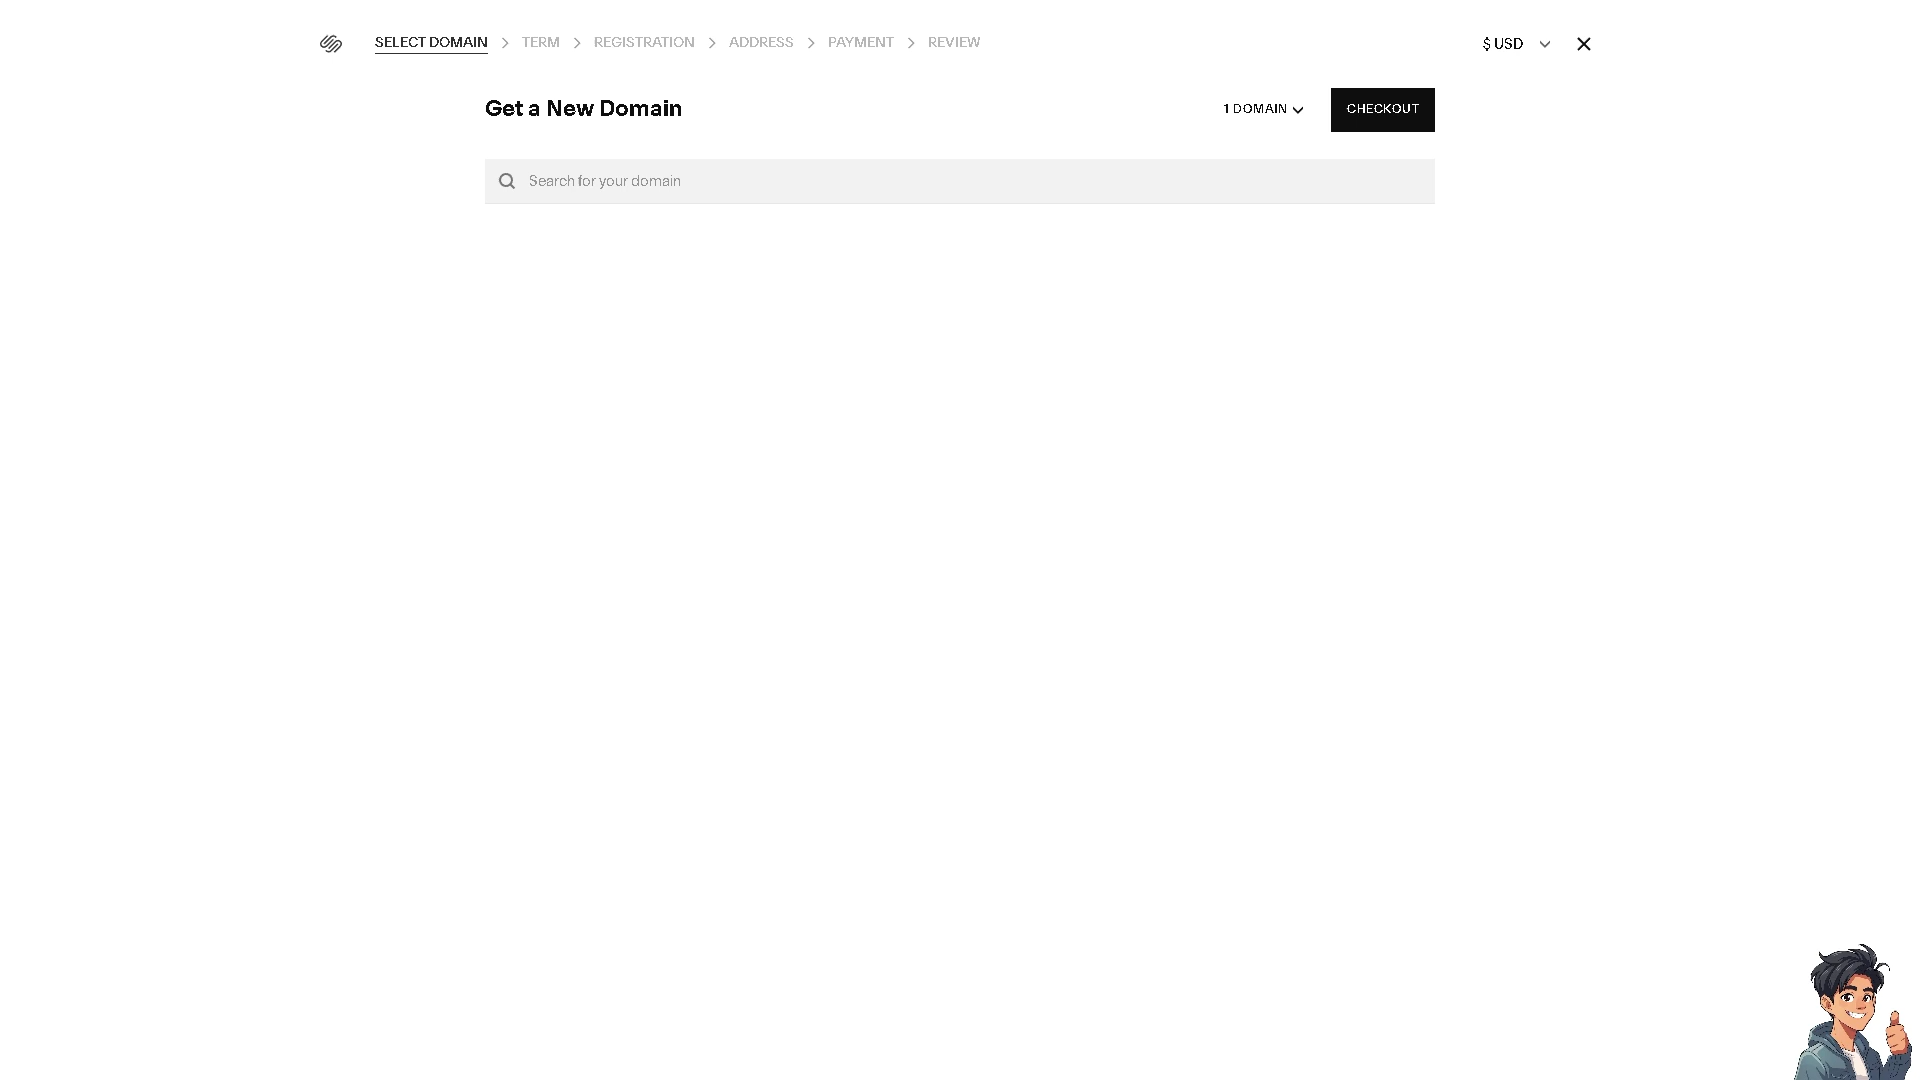 SELECT DOMAIN TERM REGISTRATION ADDRESS PAYMENT REVIEW $ USD
Get a New Domain 1 DOMAIN CHECKOUT
Search for your domain